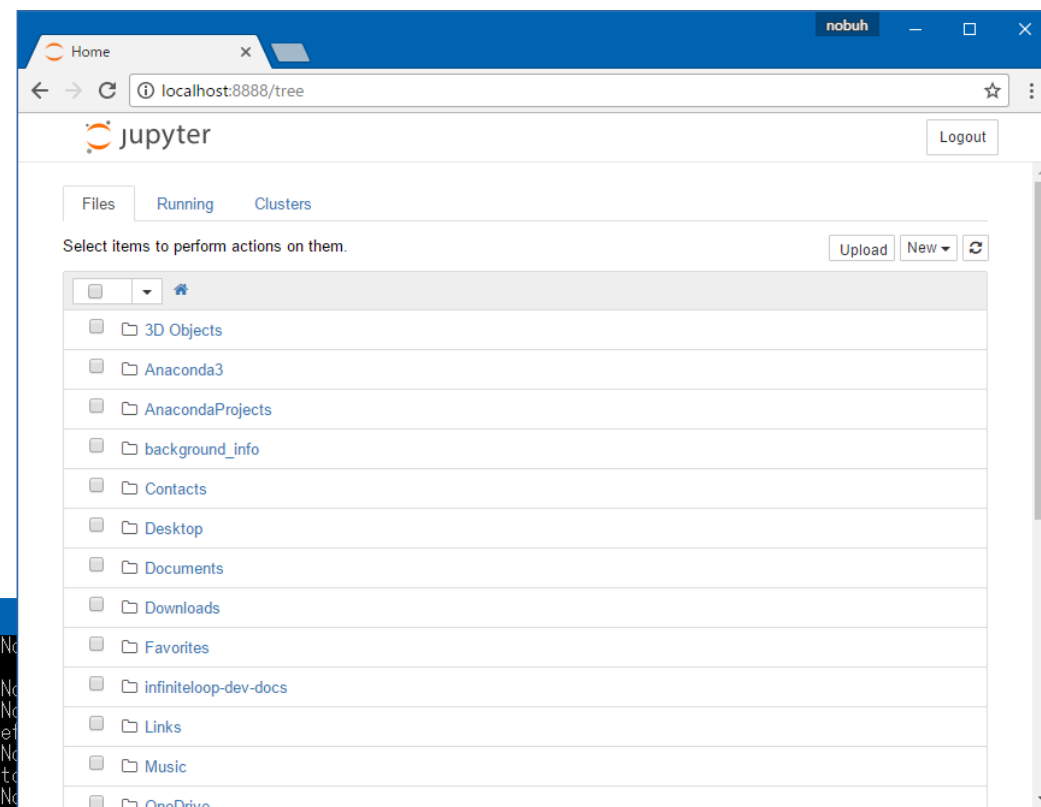 nobuh
Home
localhost:8888/tree
jupyter
Logout
Files Running Clusters
Select items to perform actions on them.
Upload New
3D Objects
Anaconda3
AnacondaProjects
background_info
Contacts
Desktop
Documents
Downloads
Favorites
infiniteloop-dev-docs
Links
Music
OneDrive